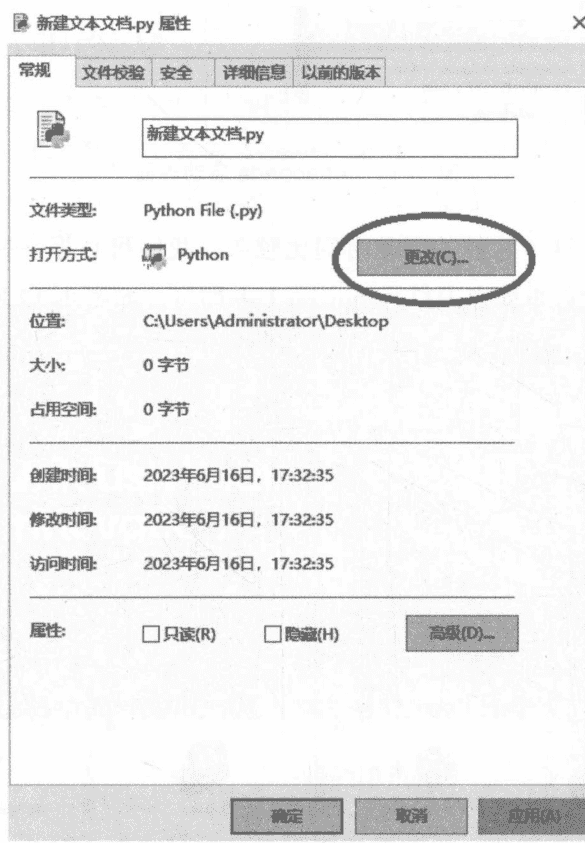 新建文本文档.py 属性
常规 文件校验 安全 详细信息 以前的版本
新建文本文档.py
文件类型: Python File (.py)
打开方式: Python 更改(C)...
位置: C:\Users\Administrator\Desktop
大小: 0 字节
占用空间: 0 字节
创建时间: 2023年6月16日，17:32:35
修改时间: 2023年6月16日，17:32:35
访问时间: 2023年6月16日，17:32:35
属性: 只读(R) 隐藏(H) 高级(D)...
确定 取消 应用(A)